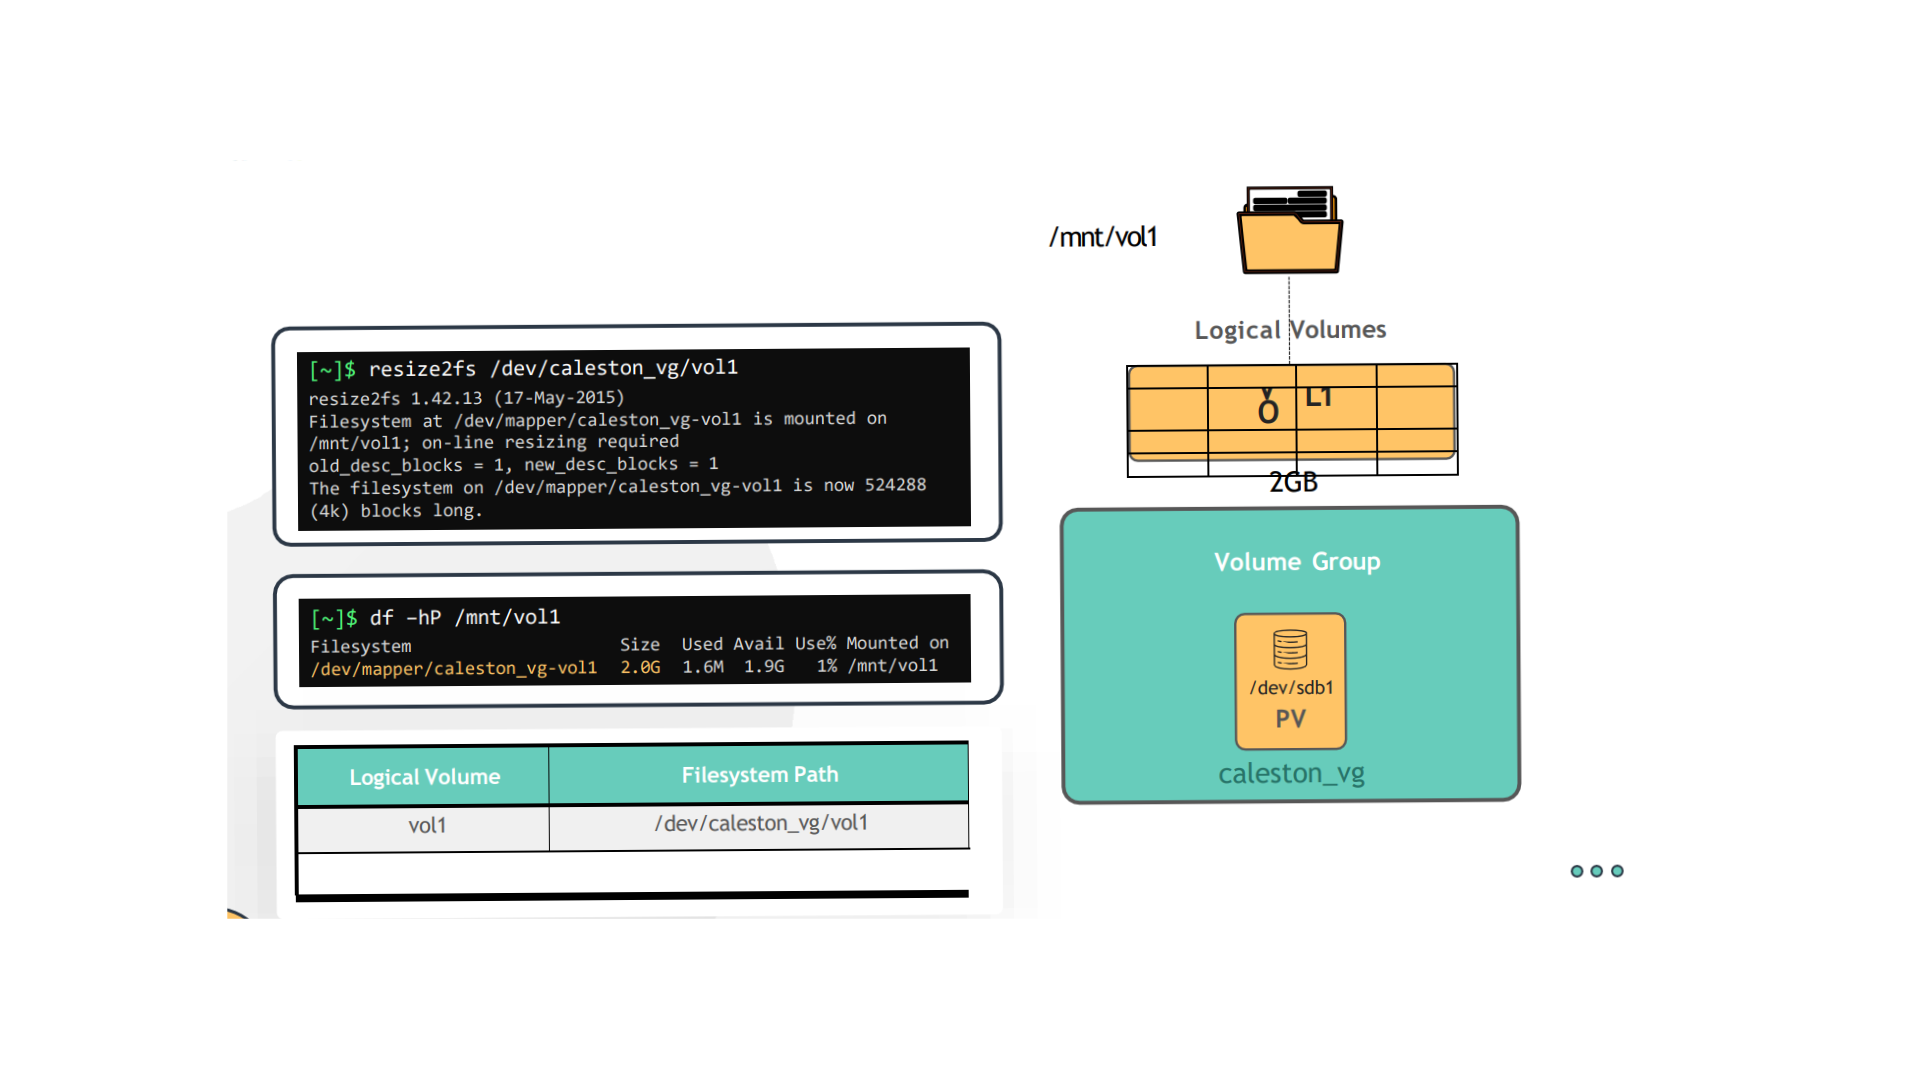 [~]$ resize2fs /dev/caleston_vg/vol1
resize2fs 1.42.13 (17-May-2015)
Filesystem at /dev/mapper/caleston_vg-vol1 is mounted on
/mnt/vol1; on-line resizing required
old_desc_blocks = 1, new_desc_blocks = 1
The filesystem on /dev/mapper/caleston_vg-vol1 is now 524288
(4k) blocks long.
[~]$ df –hP /mnt/vol1
Filesystem Size Used Avail Use% Mounted on
/dev/mapper/caleston_vg-vol1 2.0G 1.6M 1.9G 1% /mnt/vol1
Logical Volume Filesystem Path
vol1 /dev/caleston_vg/vol1
/mnt/vol1
Logical Volumes
V
O L1
2GB
Volume Group
/dev/sdb1
PV
caleston_vg